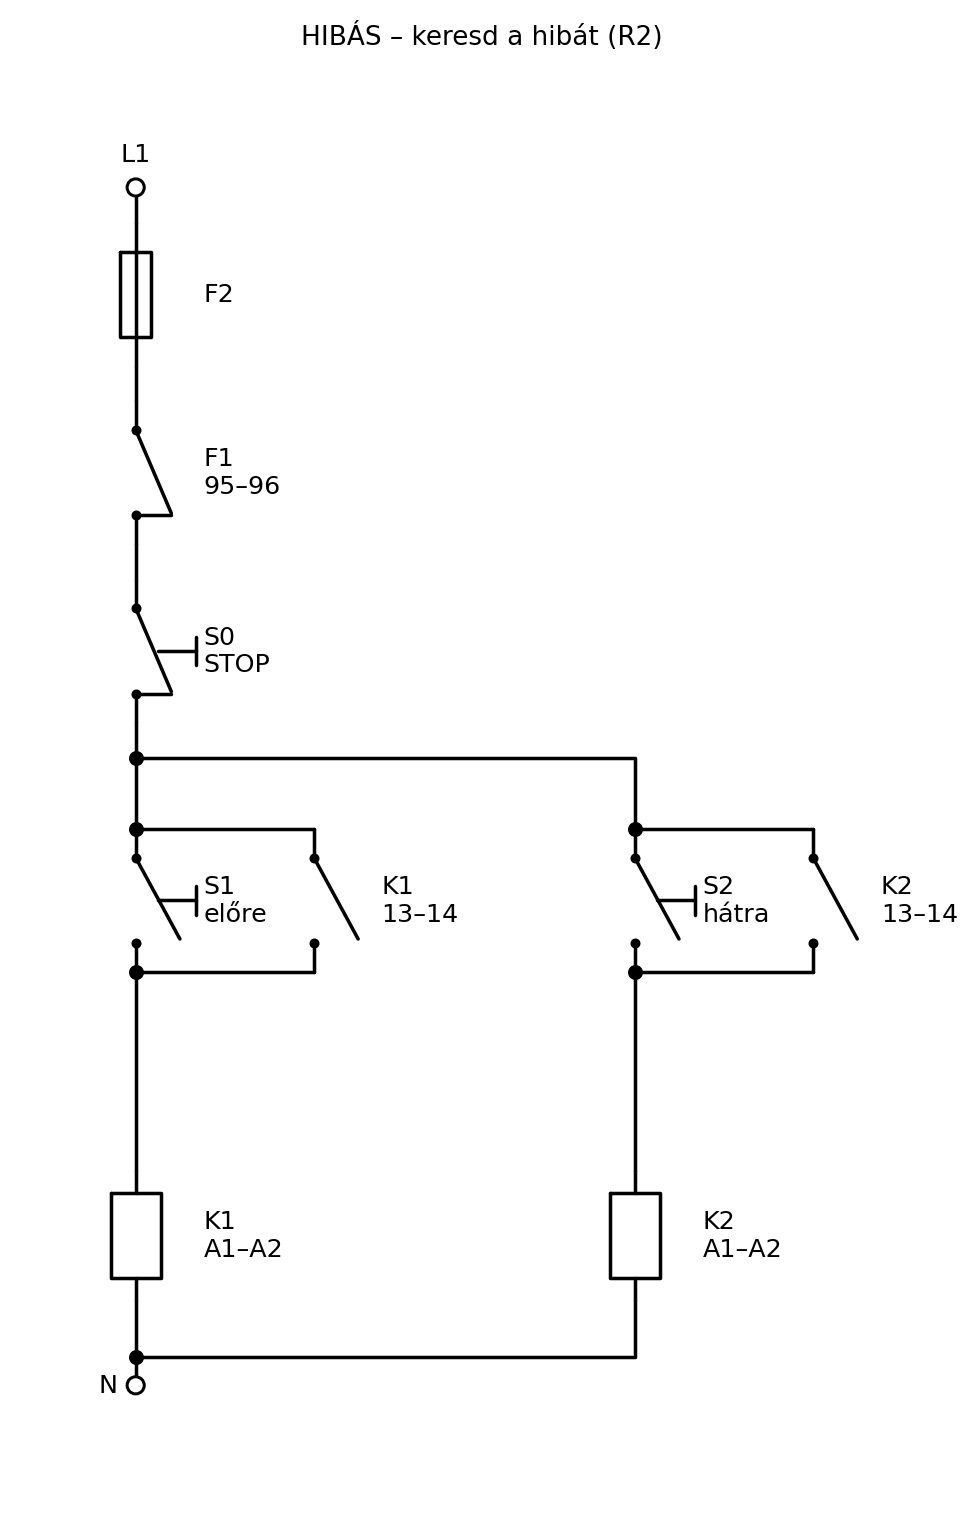 HIBÁS – keresd a hibát (R2)
L1
F2
F1
95–96
S0
STOP
S1
előre
K1
13–14
S2
hátra
K2
13–14
K1
A1–A2
K2
A1–A2
N